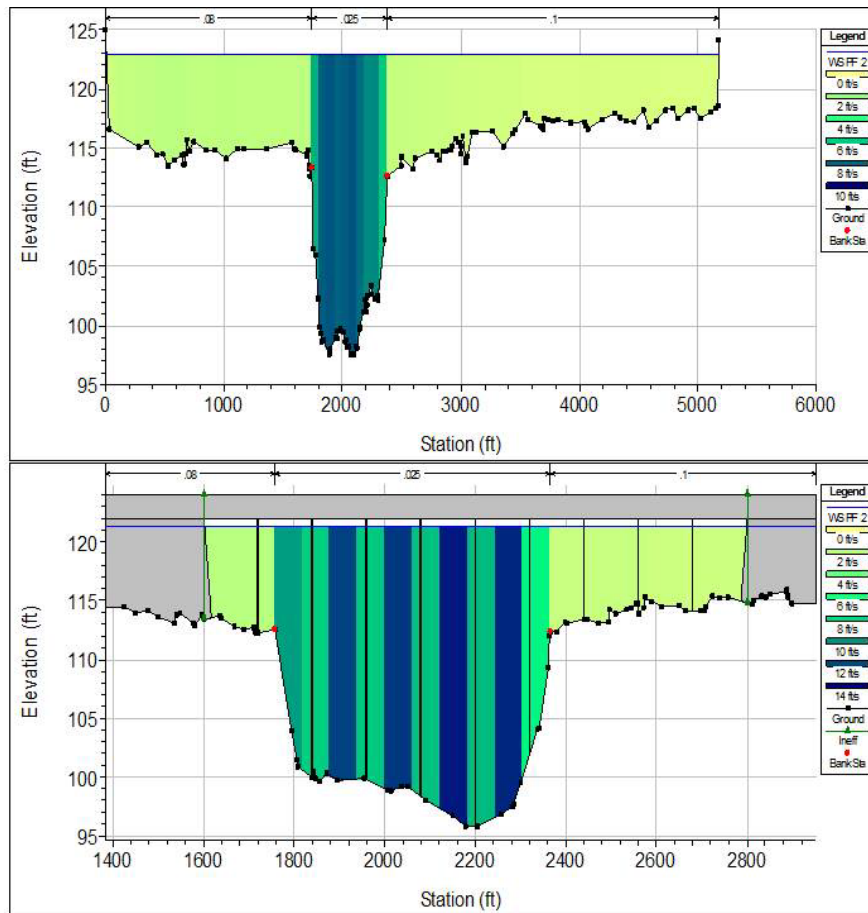 .08
.025
.1
125
120
115
110
105
100
95
Elevation (ft)
0
1000
2000
3000
4000
5000
6000
Station (ft)
Legend
WS PF 2
0 ft/s
2 ft/s
4 ft/s
6 ft/s
8 ft/s
10 ft/s
Ground
Bank Sta
.08
.025
.1
120
115
110
105
100
95
Elevation (ft)
1400
1600
1800
2000
2200
2400
2600
2800
Station (ft)
Legend
WS PF 2
0 ft/s
2 ft/s
4 ft/s
6 ft/s
8 ft/s
10 ft/s
12 ft/s
14 ft/s
Ground
Ineff
Bank Sta